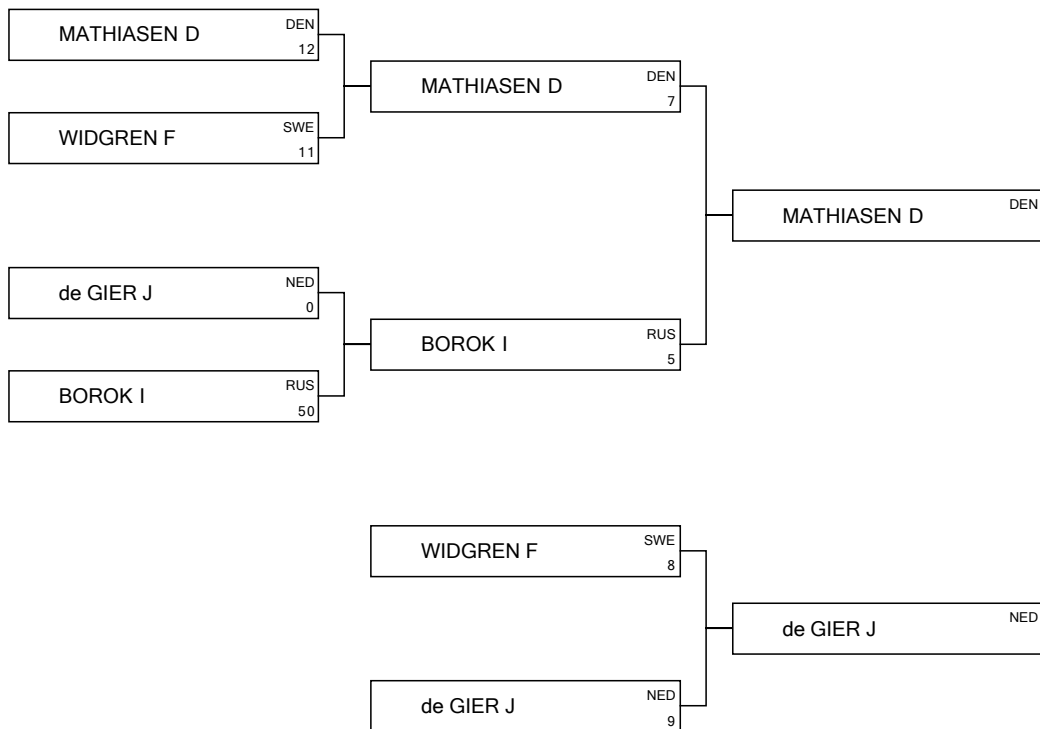 MATHIASEN D DEN
12
WIDGREN F SWE
11
MATHIASEN D DEN
7
de GIER J NED
0
BOROK I RUS
50
BOROK I RUS
5
MATHIASEN D DEN
WIDGREN F SWE
8
de GIER J NED
9
de GIER J NED